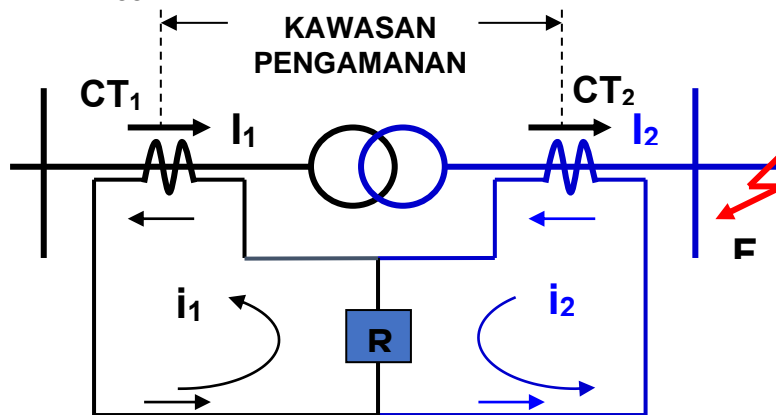 KAWASAN
PENGAMANAN
CT₁
CT₂
I₁
I₂
i₁
i₂
R